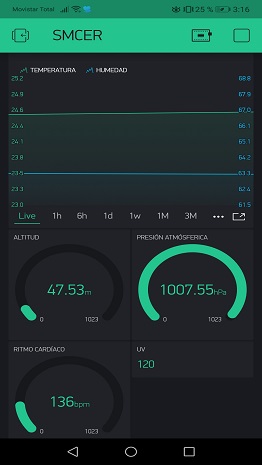 Movistar Total 25 % 3:16
SMCER
TEMPERATURA HUMEDAD
25.2 68.8
24.9 67.9
24.6 67.0
24.4 66.1
24.1 65.1
23.8 64.2
23.5 63.3
23.3 62.4
23.0 61.5
Live 1h 6h 1d 1w 1M 3M
ALTITUD PRESIÓN ATMÓSFERICA
47.53m 1007.55hPa
0 1023 0 1023
RITMO CARDÍACO UV
120
136bpm
0 1023